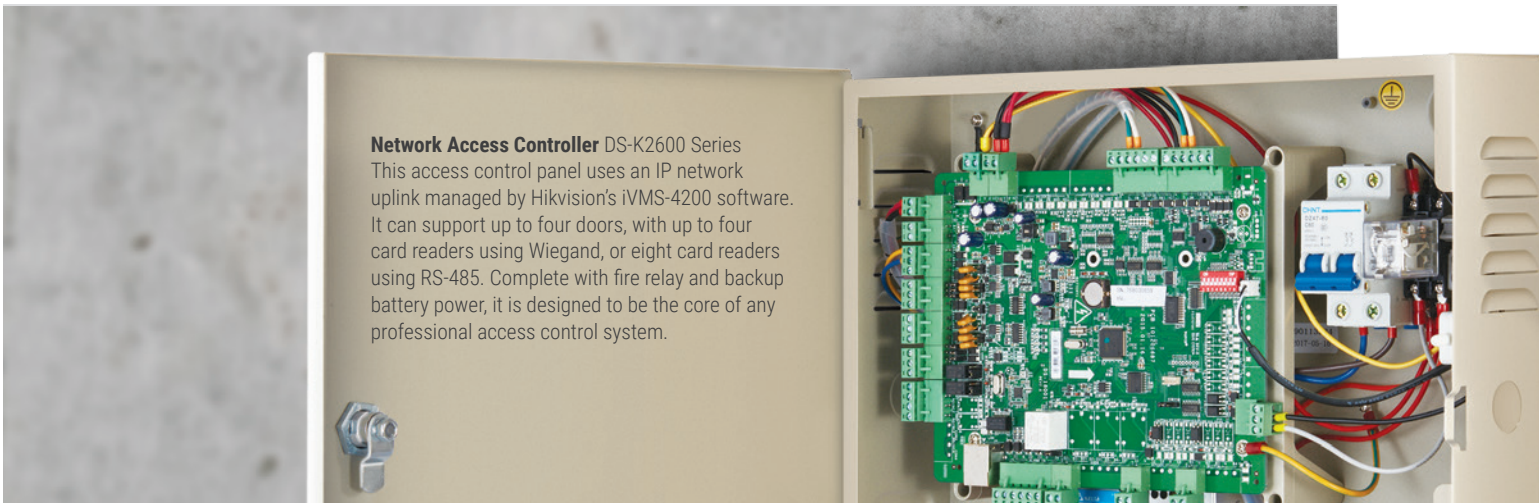 Network Access Controller DS-K2600 Series
This access control panel uses an IP network
uplink managed by Hikvision's iVMS-4200 software.
It can support up to four doors, with up to four
card readers using Wiegand, or eight card readers
using RS-485. Complete with fire relay and backup
battery power, it is designed to be the core of any
professional access control system.
CHNT